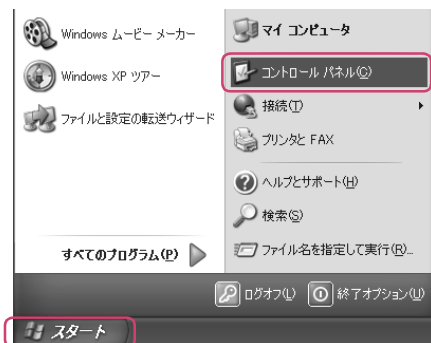 Windows ムービー メーカー
Windows XP ツアー
ファイルと設定の転送ウィザード
すべてのプログラム(P)
マイ コンピュータ
コントロール パネル(C)
接続(T)
プリンタと FAX
ヘルプとサポート(H)
検索(S)
ファイル名を指定して実行(R)...
ログオフ(L)
終了オプション(U)
スタート